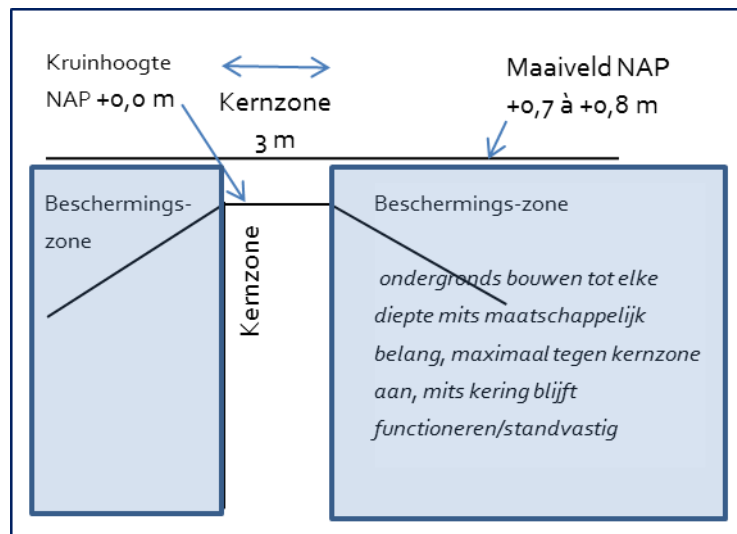 Kruinhoogte
NAP +0,0 m
Kernzone
3 m
Maaiveld NAP
+0,7 à +0,8 m
Beschermings-
zone
Kernzone
Beschermings-zone
ondergronds bouwen tot elke
diepte mits maatschappelijk
belang, maximaal tegen kernzone
aan, mits kering blijft
functioneren/standvastig